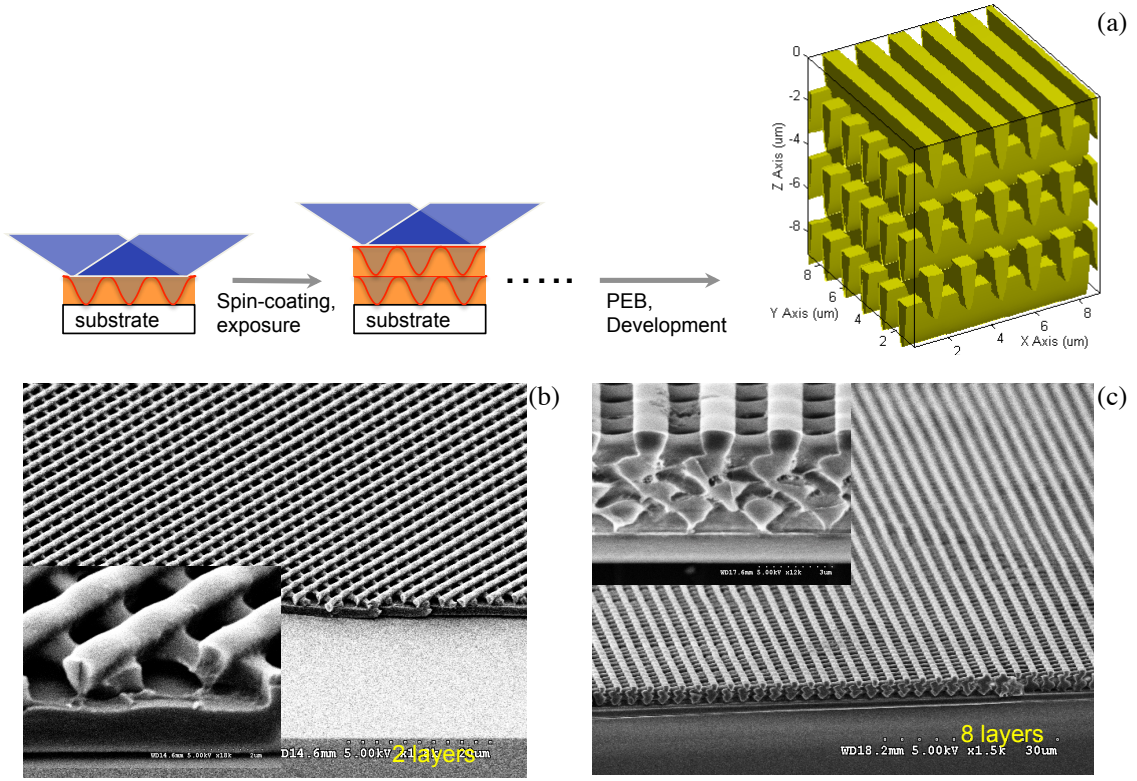 (a)
0
-2
-4
-6
-8
Z Axis (um)
8
6
4
2
Y Axis (um)
2
4
6
8
X Axis (um)
substrate
Spin-coating,
exposure
substrate
.....
PEB,
Development
(b)
WD14.6mm 5.00kV x18k 2um
2 layers
(c)
WD17.6mm 5.00kV x12k 3um
8 layers
WD18.2mm 5.00kV x1.5k 30um